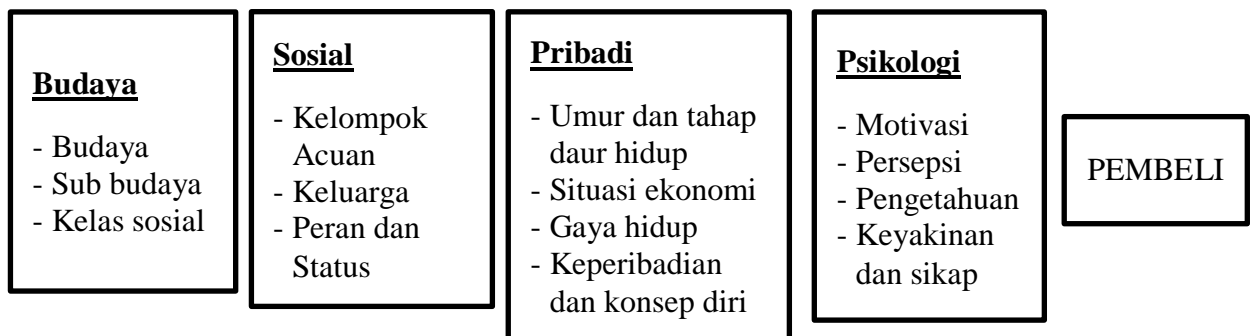 Budaya
- Budaya
- Sub budaya
- Kelas sosial
Sosial
- Kelompok
Acuan
- Keluarga
- Peran dan
Status
Pribadi
- Umur dan tahap
daur hidup
- Situasi ekonomi
- Gaya hidup
- Keperibadian
dan konsep diri
Psikologi
- Motivasi
- Persepsi
- Pengetahuan
- Keyakinan
dan sikap
PEMBELI